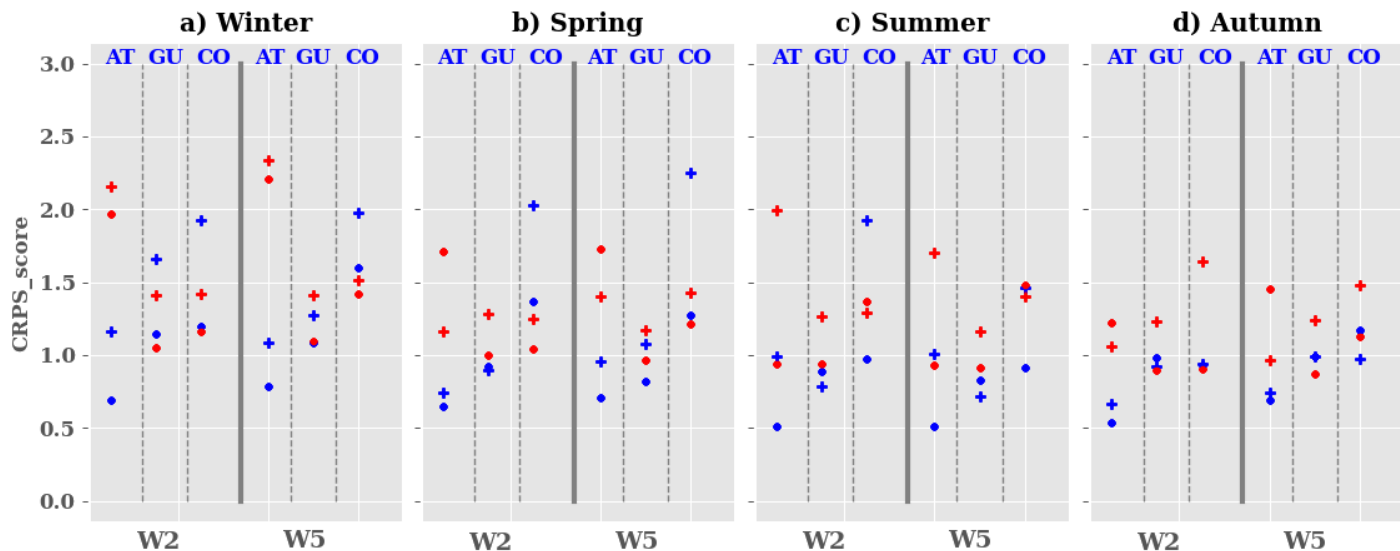 a) Winter
b) Spring
c) Summer
d) Autumn
AT GU CO AT GU CO
AT GU CO AT GU CO
AT GU CO AT GU CO
AT GU CO AT GU CO
3.0
2.5
2.0
1.5
1.0
0.5
0.0
CRPS_score
W2 W5
W2 W5
W2 W5
W2 W5